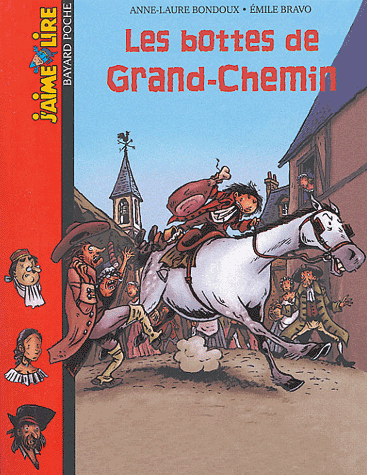 ANNE-LAURE BONDOUX • ÉMILE BRAVO
Les bottes de
Grand-Chemin
J'AIME LIRE
BAYARD POCHE